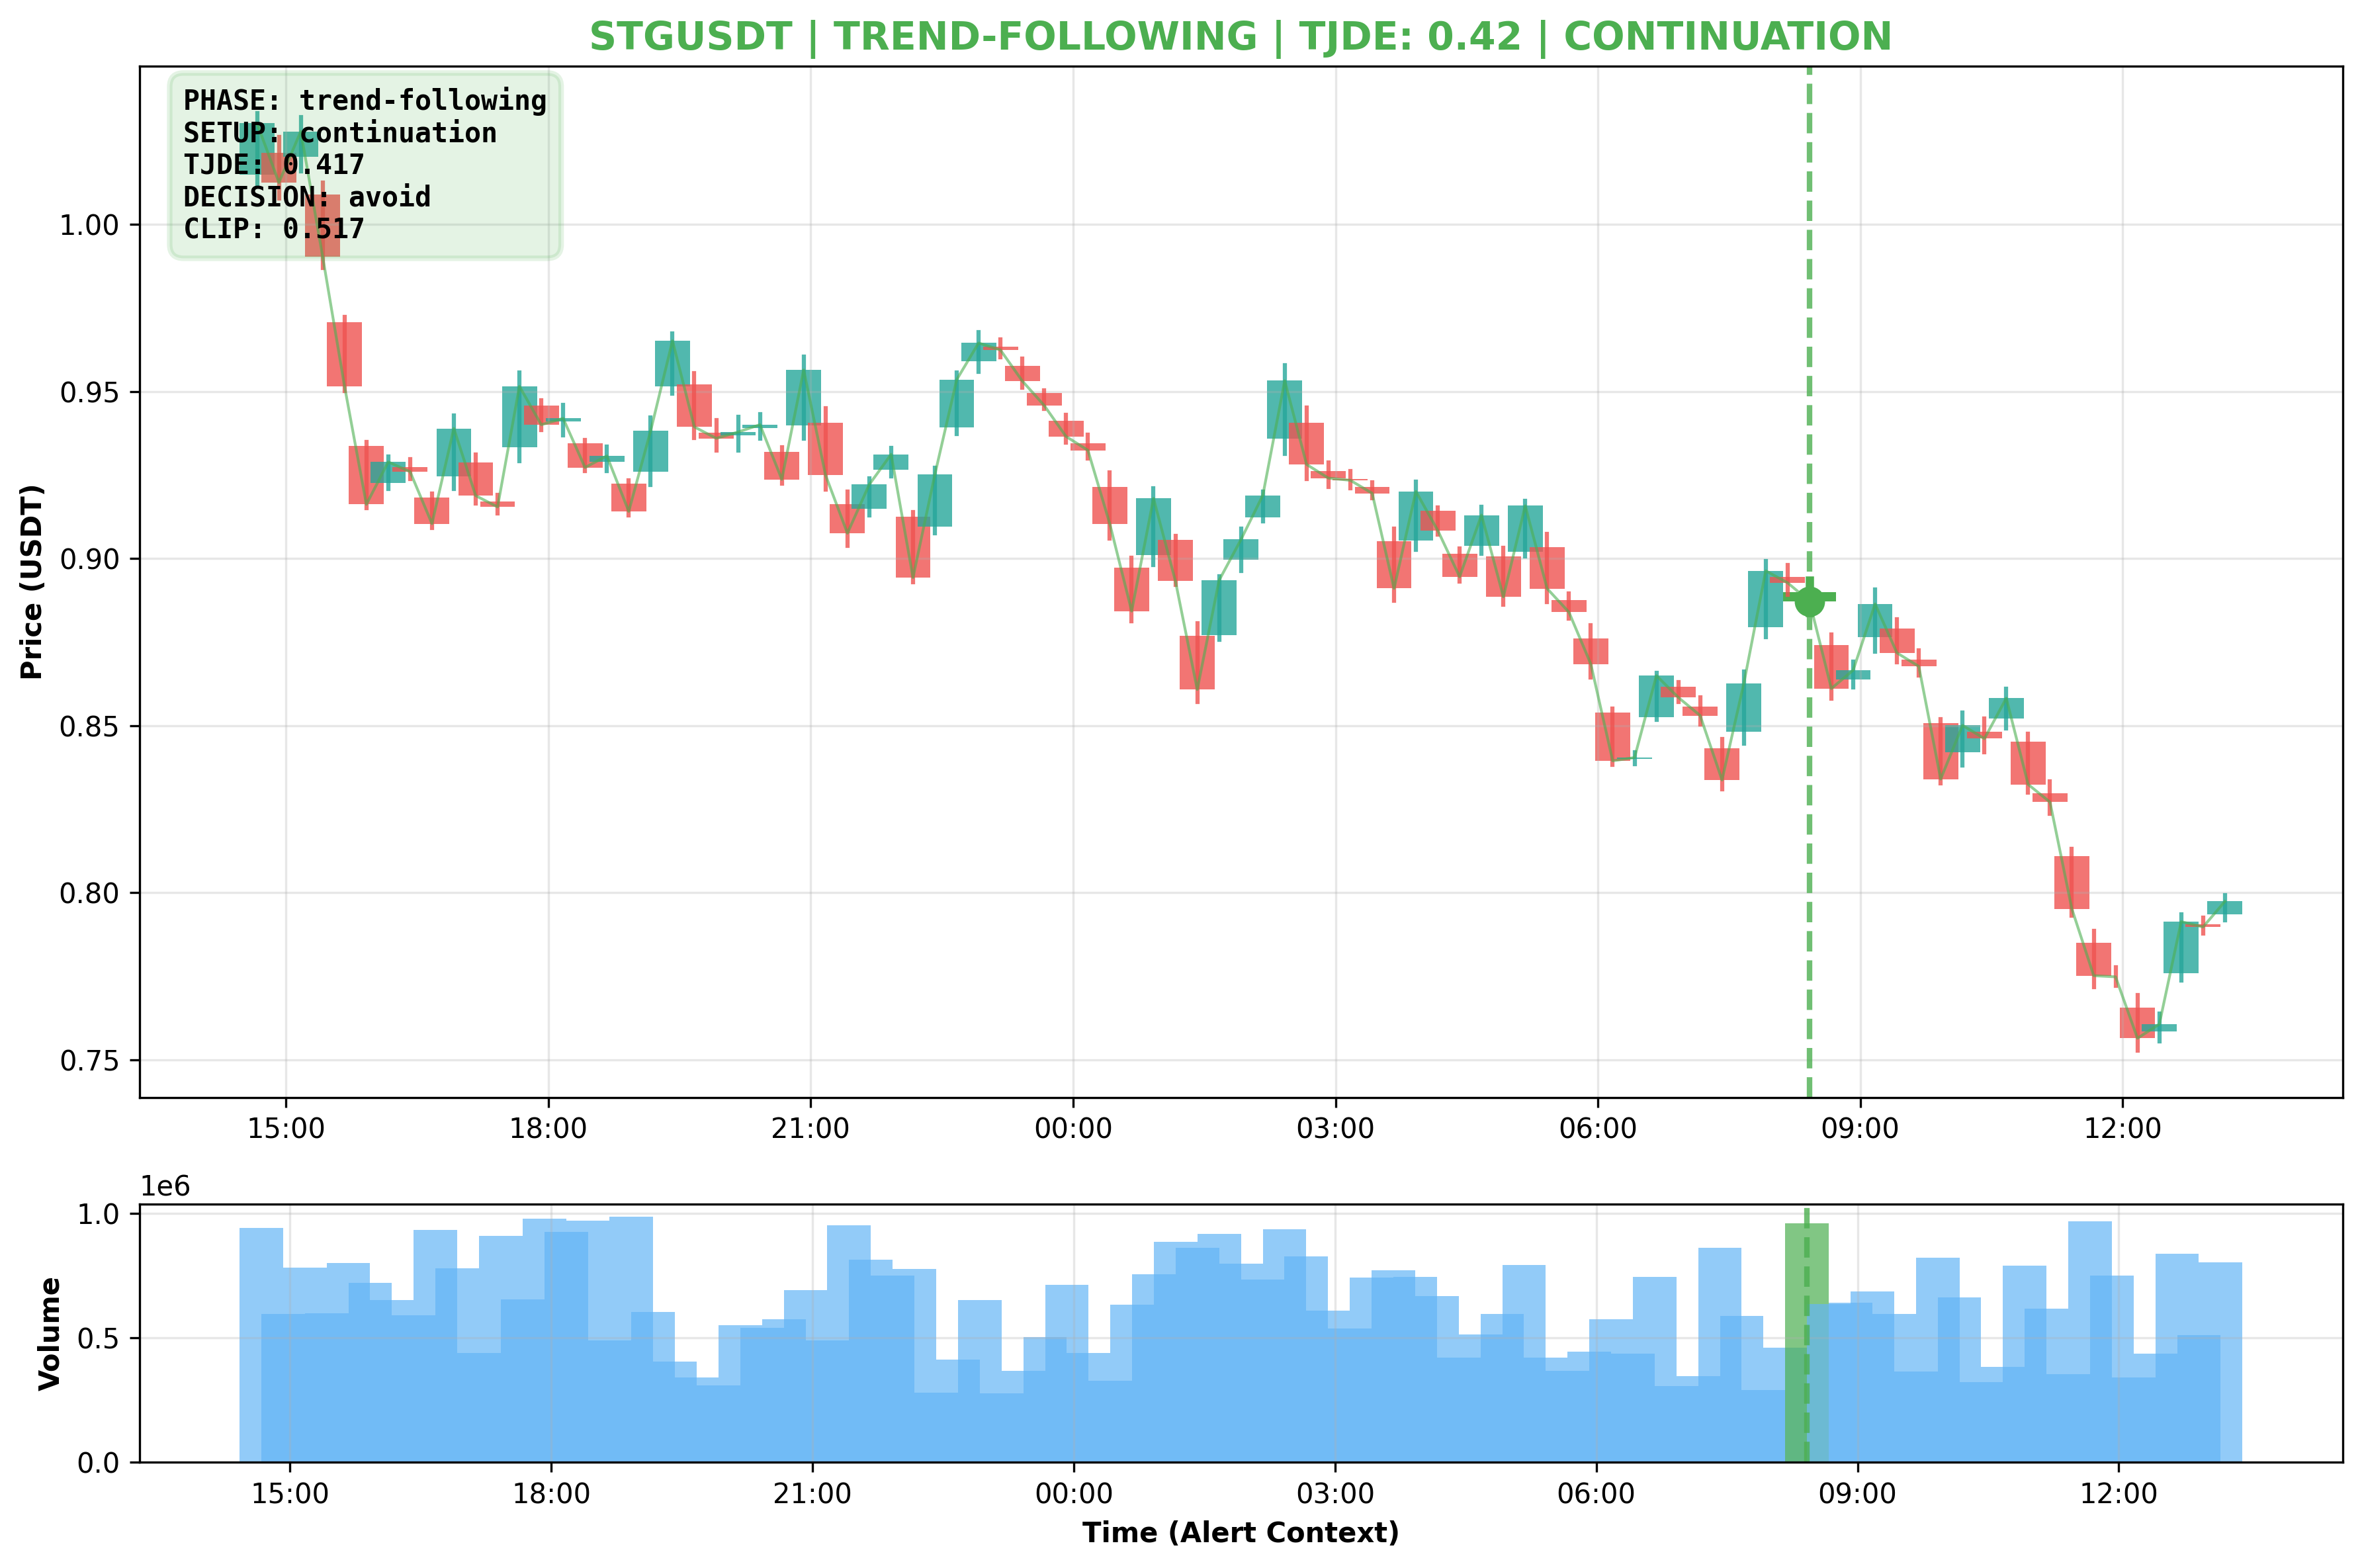 STGUSDT | TREND-FOLLOWING | TJDE: 0.42 | CONTINUATION
PHASE: trend-following
SETUP: continuation
TJDE: 0.417
DECISION: avoid
CLIP: 0.517
Price (USDT)
1.00
0.95
0.90
0.85
0.80
0.75
15:00 18:00 21:00 00:00 03:00 06:00 09:00 12:00
1e6
Volume
1.0
0.5
0.0
15:00 18:00 21:00 00:00 03:00 06:00 09:00 12:00
Time (Alert Context)